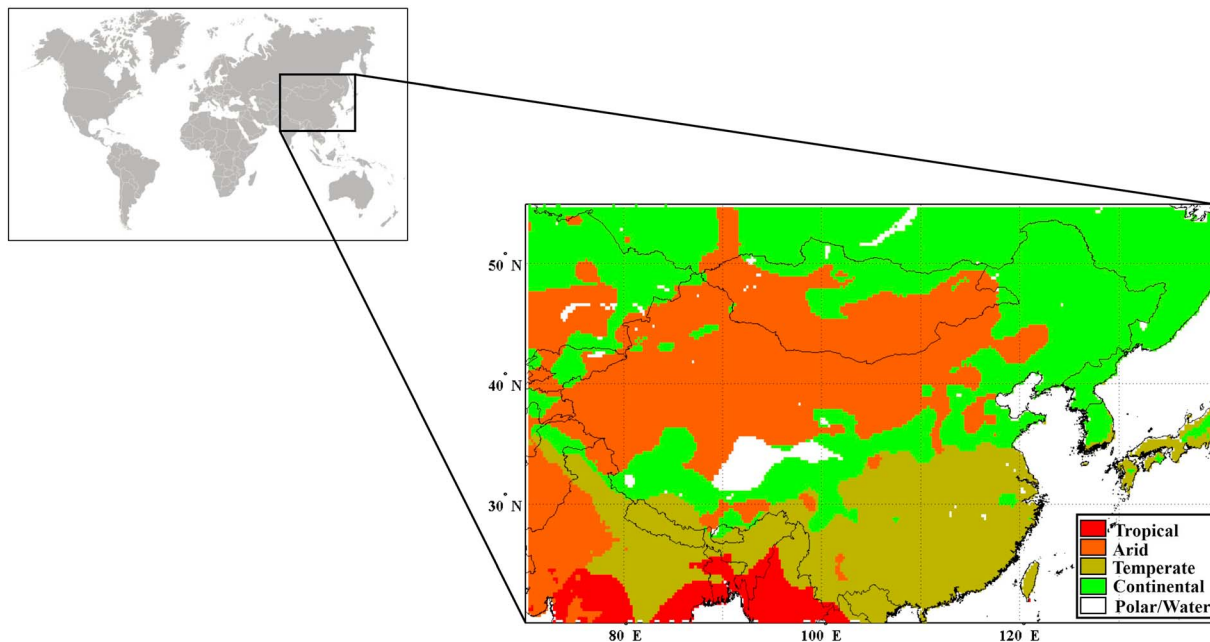 50° N
40° N
30° N
80 E
100 E
120 E
Tropical
Arid
Temperate
Continental
Polar/Water